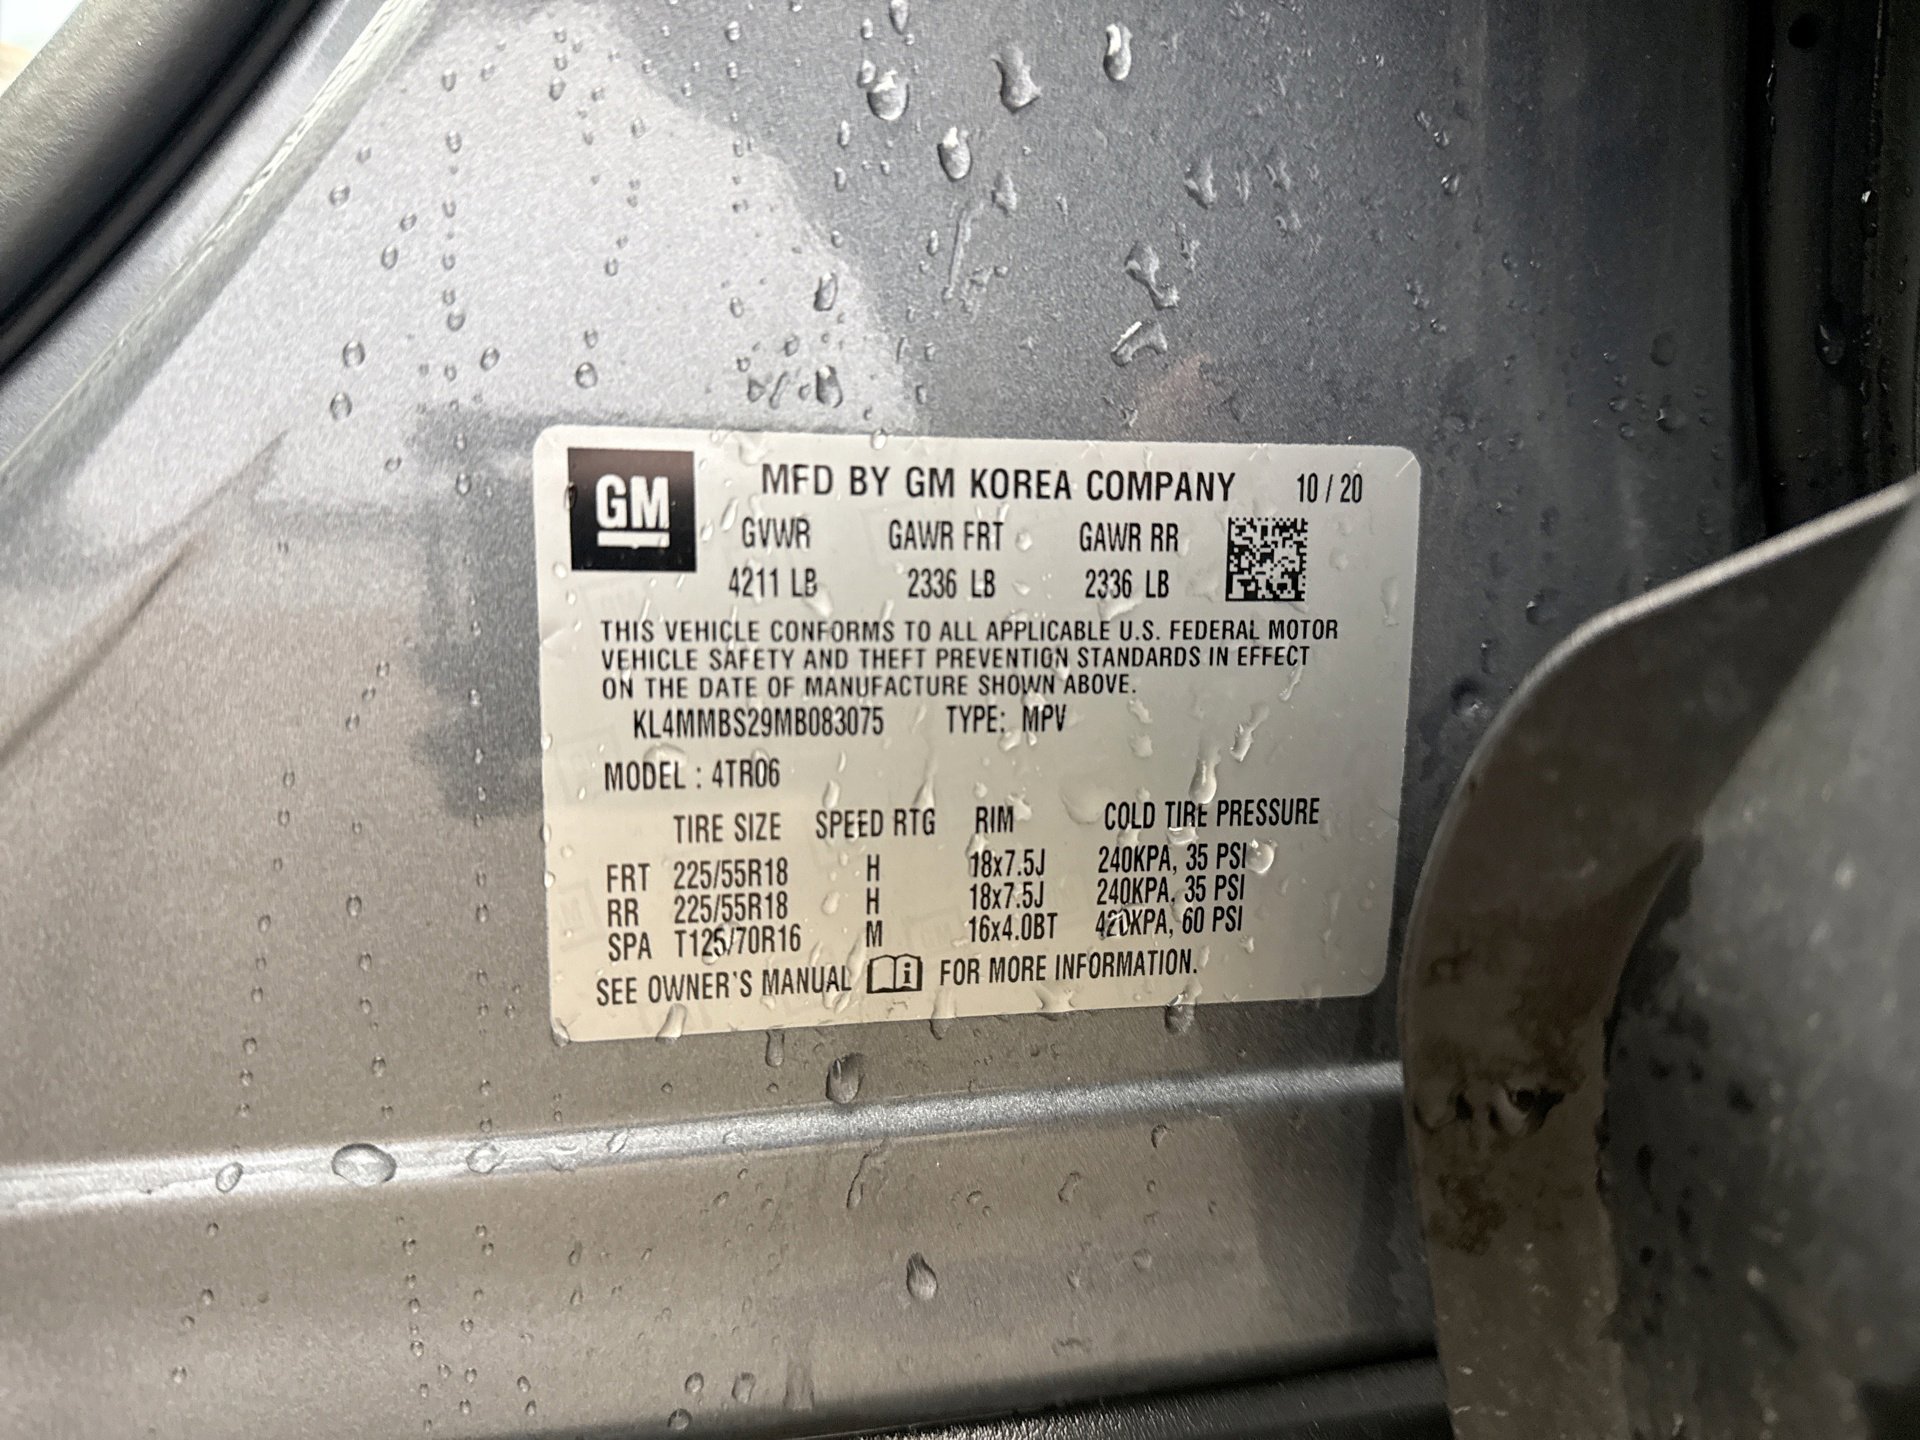 GM
MFD BY GM KOREA COMPANY 10 / 20
GVWR GAWR FRT GAWR RR
4211 LB 2336 LB 2336 LB
THIS VEHICLE CONFORMS TO ALL APPLICABLE U.S. FEDERAL MOTOR
VEHICLE SAFETY AND THEFT PREVENTION STANDARDS IN EFFECT
ON THE DATE OF MANUFACTURE SHOWN ABOVE.
KL4MMBS29MB083075 TYPE: MPV
MODEL : 4TR06
TIRE SIZE SPEED RTG RIM COLD TIRE PRESSURE
FRT 225/55R18 H 18x7.5J 240KPA, 35 PSI
RR 225/55R18 H 18x7.5J 240KPA, 35 PSI
SPA T125/70R16 M 16x4.0BT 420KPA, 60 PSI
SEE OWNER'S MANUAL FOR MORE INFORMATION.